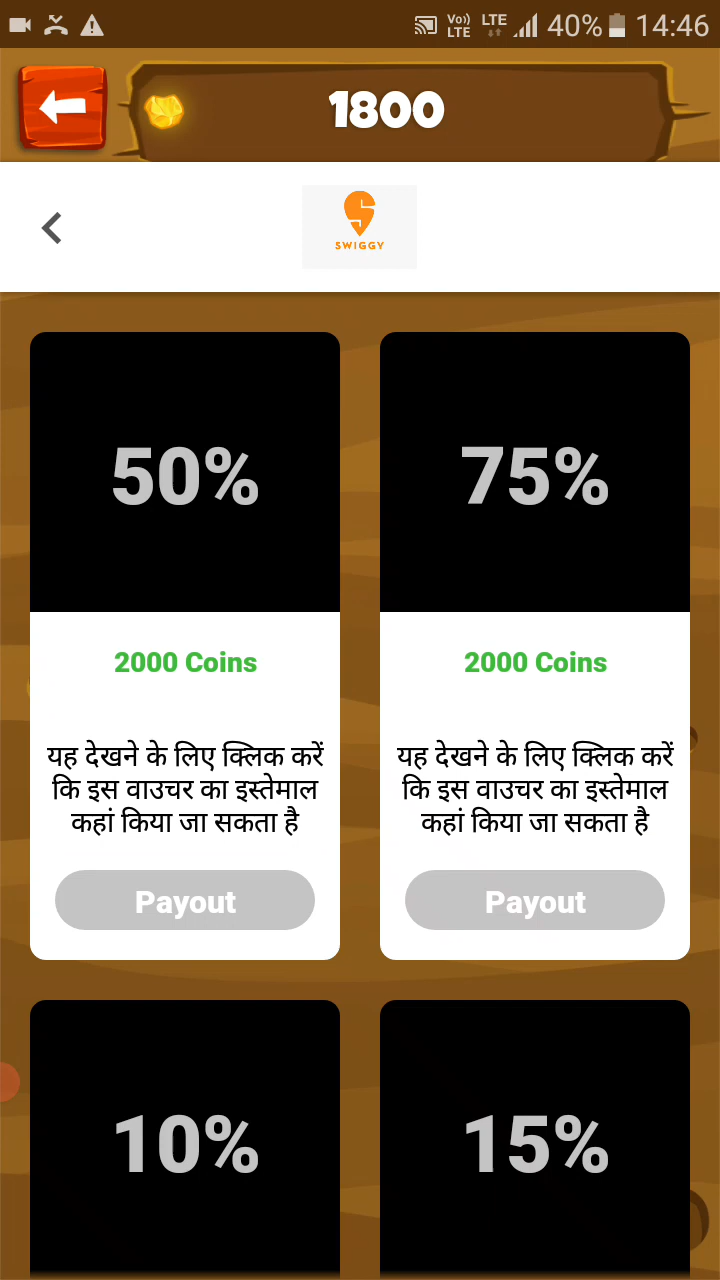 Vo)) LTE LTE 40% 14:46
1800
SWIGGY
50% 75%
2000 Coins 2000 Coins
यह देखने के लिए क्लिक करें यह देखने के लिए क्लिक करें
कि इस वाउचर का इस्तेमाल कि इस वाउचर का इस्तेमाल
कहां किया जा सकता है कहां किया जा सकता है
Payout Payout
10% 15%